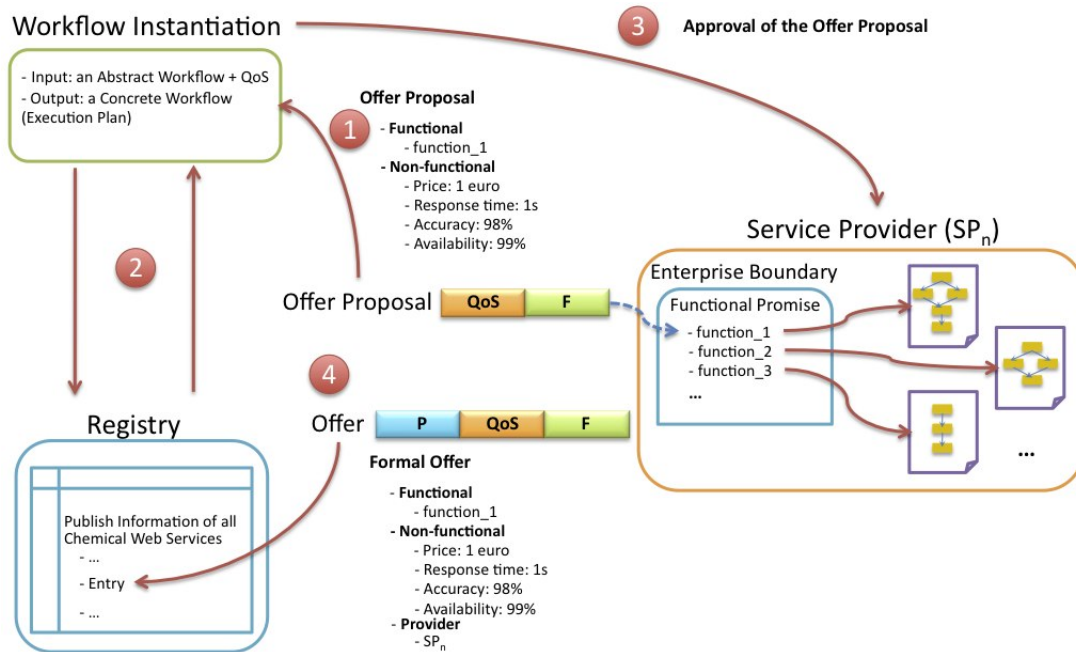 Workflow Instantiation
- Input: an Abstract Workflow + QoS
- Output: a Concrete Workflow
(Execution Plan)
3
Approval of the Offer Proposal
1
Offer Proposal
- Functional
- function_1
- Non-functional
- Price: 1 euro
- Response time: 1s
- Accuracy: 98%
- Availability: 99%
2
Offer Proposal
QoS
F
Service Provider (SPn)
Enterprise Boundary
Functional Promise
- function_1
- function_2
- function_3
...
...
4
Offer
P
QoS
F
Formal Offer
- Functional
- function_1
- Non-functional
- Price: 1 euro
- Response time: 1s
- Accuracy: 98%
- Availability: 99%
- Provider
- SPn
Registry
Publish Information of all
Chemical Web Services
- ...
- Entry
- ...